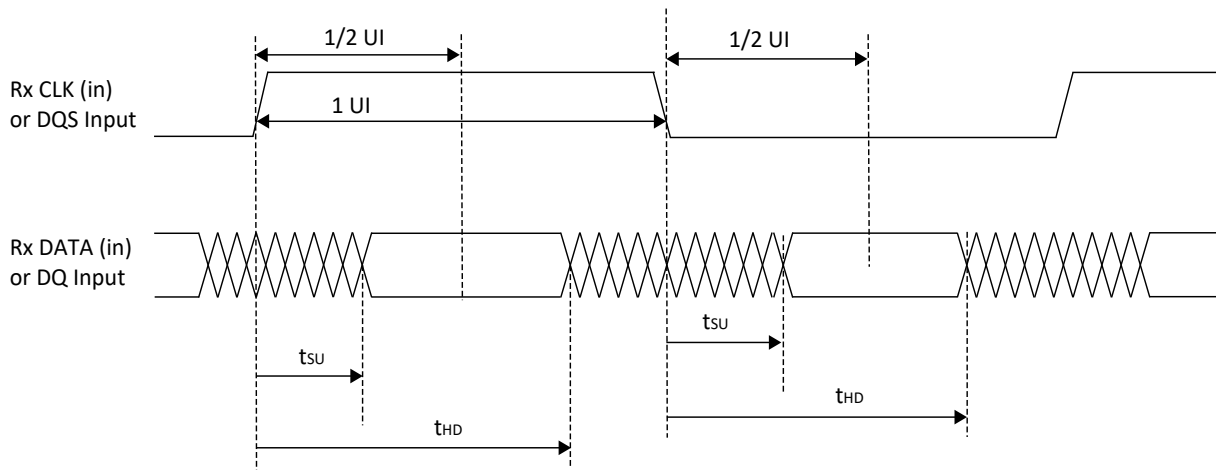 1/2 UI
1/2 UI
Rx CLK (in)
or DQS Input
1 UI
Rx DATA (in)
or DQ Input
tSU
tSU
tHD
tHD